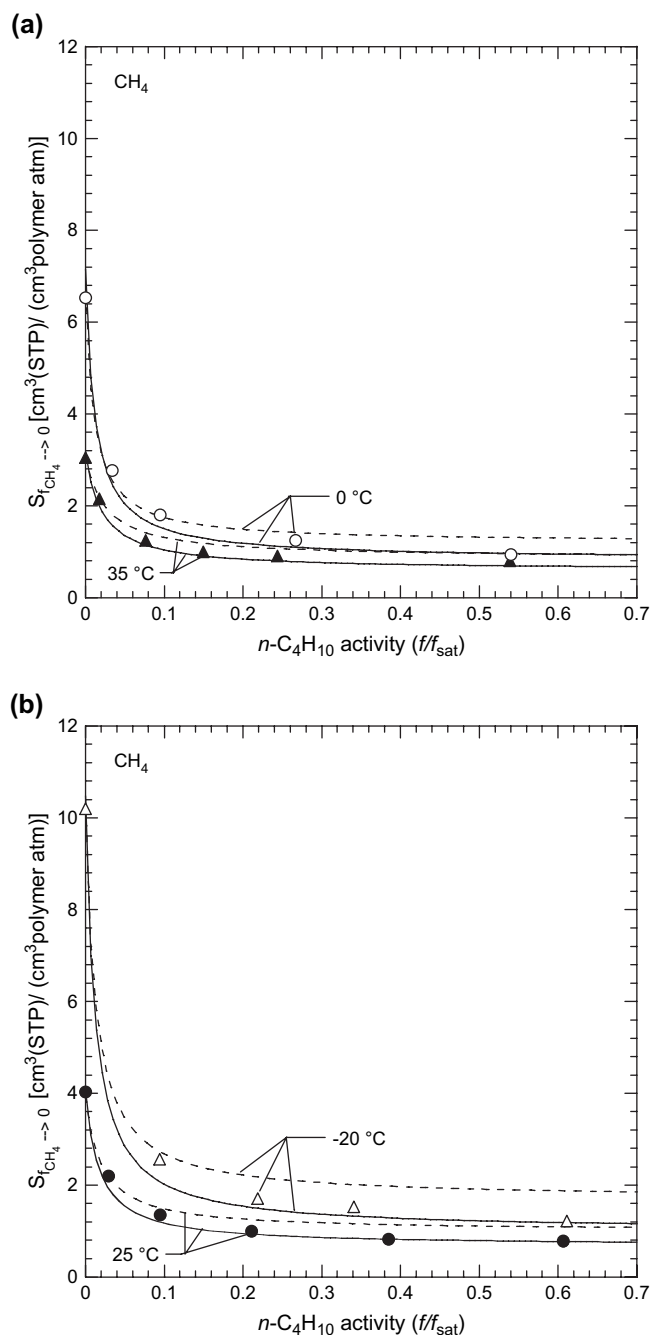 (a)
12
CH4
10
8
6
4
2
0
S fCH4 --> 0 [cm3(STP)/ (cm3polymer atm)]
0 °C
35 °C
0 0.1 0.2 0.3 0.4 0.5 0.6 0.7
n-C4H10 activity (f/fsat)
(b)
12
CH4
10
8
6
4
2
0
S fCH4 --> 0 [cm3(STP)/ (cm3polymer atm)]
-20 °C
25 °C
0 0.1 0.2 0.3 0.4 0.5 0.6 0.7
n-C4H10 activity (f/fsat)